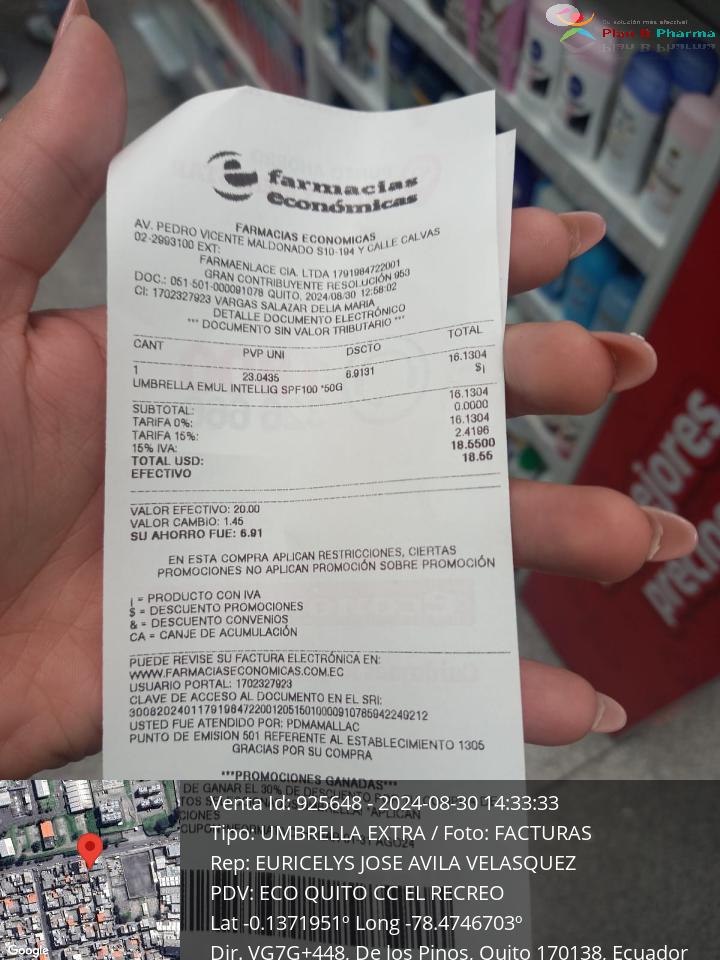 Su solución más efectiva!
Plan B Pharma
farmacias
económicas
FARMACIAS ECONOMICAS
AV. PEDRO VICENTE MALDONADO S10-194 Y CALLE CALVAS
02-2993100 EXT:
FARMAENLACE CIA. LTDA 1791984722001
GRAN CONTRIBUYENTE RESOLUCIÓN 953
DOC.: 051-501-000091078 QUITO, 2024/08/30 12:58:02
CI: 1702327923 VARGAS SALAZAR DELIA MARIA
DETALLE DOCUMENTO ELECTRÓNICO
*** DOCUMENTO SIN VALOR TRIBUTARIO ***
CANT PVP UNI DSCTO TOTAL
1 23.0435 6.9131 16.1304
UMBRELLA EMUL INTELLIG SPF100 *50G $¡
SUBTOTAL: 16.1304
TARIFA 0%: 0.0000
TARIFA 15%: 16.1304
15% IVA: 2.4196
TOTAL USD: 18.5500
EFECTIVO 18.55
VALOR EFECTIVO: 20.00
VALOR CAMBIO: 1.45
SU AHORRO FUE: 6.91
EN ESTA COMPRA APLICAN RESTRICCIONES, CIERTAS
PROMOCIONES NO APLICAN PROMOCIÓN SOBRE PROMOCIÓN
¡ = PRODUCTO CON IVA
$ = DESCUENTO PROMOCIONES
& = DESCUENTO CONVENIOS
CA = CANJE DE ACUMULACIÓN
PUEDE REVISE SU FACTURA ELECTRÓNICA EN:
WWW.FARMACIASECONOMICAS.COM.EC
USUARIO PORTAL: 1702327923
CLAVE DE ACCESO AL DOCUMENTO EN EL SRI:
3008202401179198472200120515010000910785942249212
USTED FUE ATENDIDO POR: PDMAMALLAC
PUNTO DE EMISION 501 REFERENTE AL ESTABLECIMIENTO 1305
GRACIAS POR SU COMPRA
***PROMOCIONES GANADAS***
DE GANAR EL 30% DE DESCUENTO
ejores
precios
Venta Id: 925648 - 2024-08-30 14:33:33
Tipo: UMBRELLA EXTRA / Foto: FACTURAS
Rep: EURICELYS JOSE AVILA VELASQUEZ
PDV: ECO QUITO CC EL RECREO
Lat -0.1371951º Long -78.4746703º
Dir. VG7G+448, De los Pinos, Quito 170138, Ecuador
Google